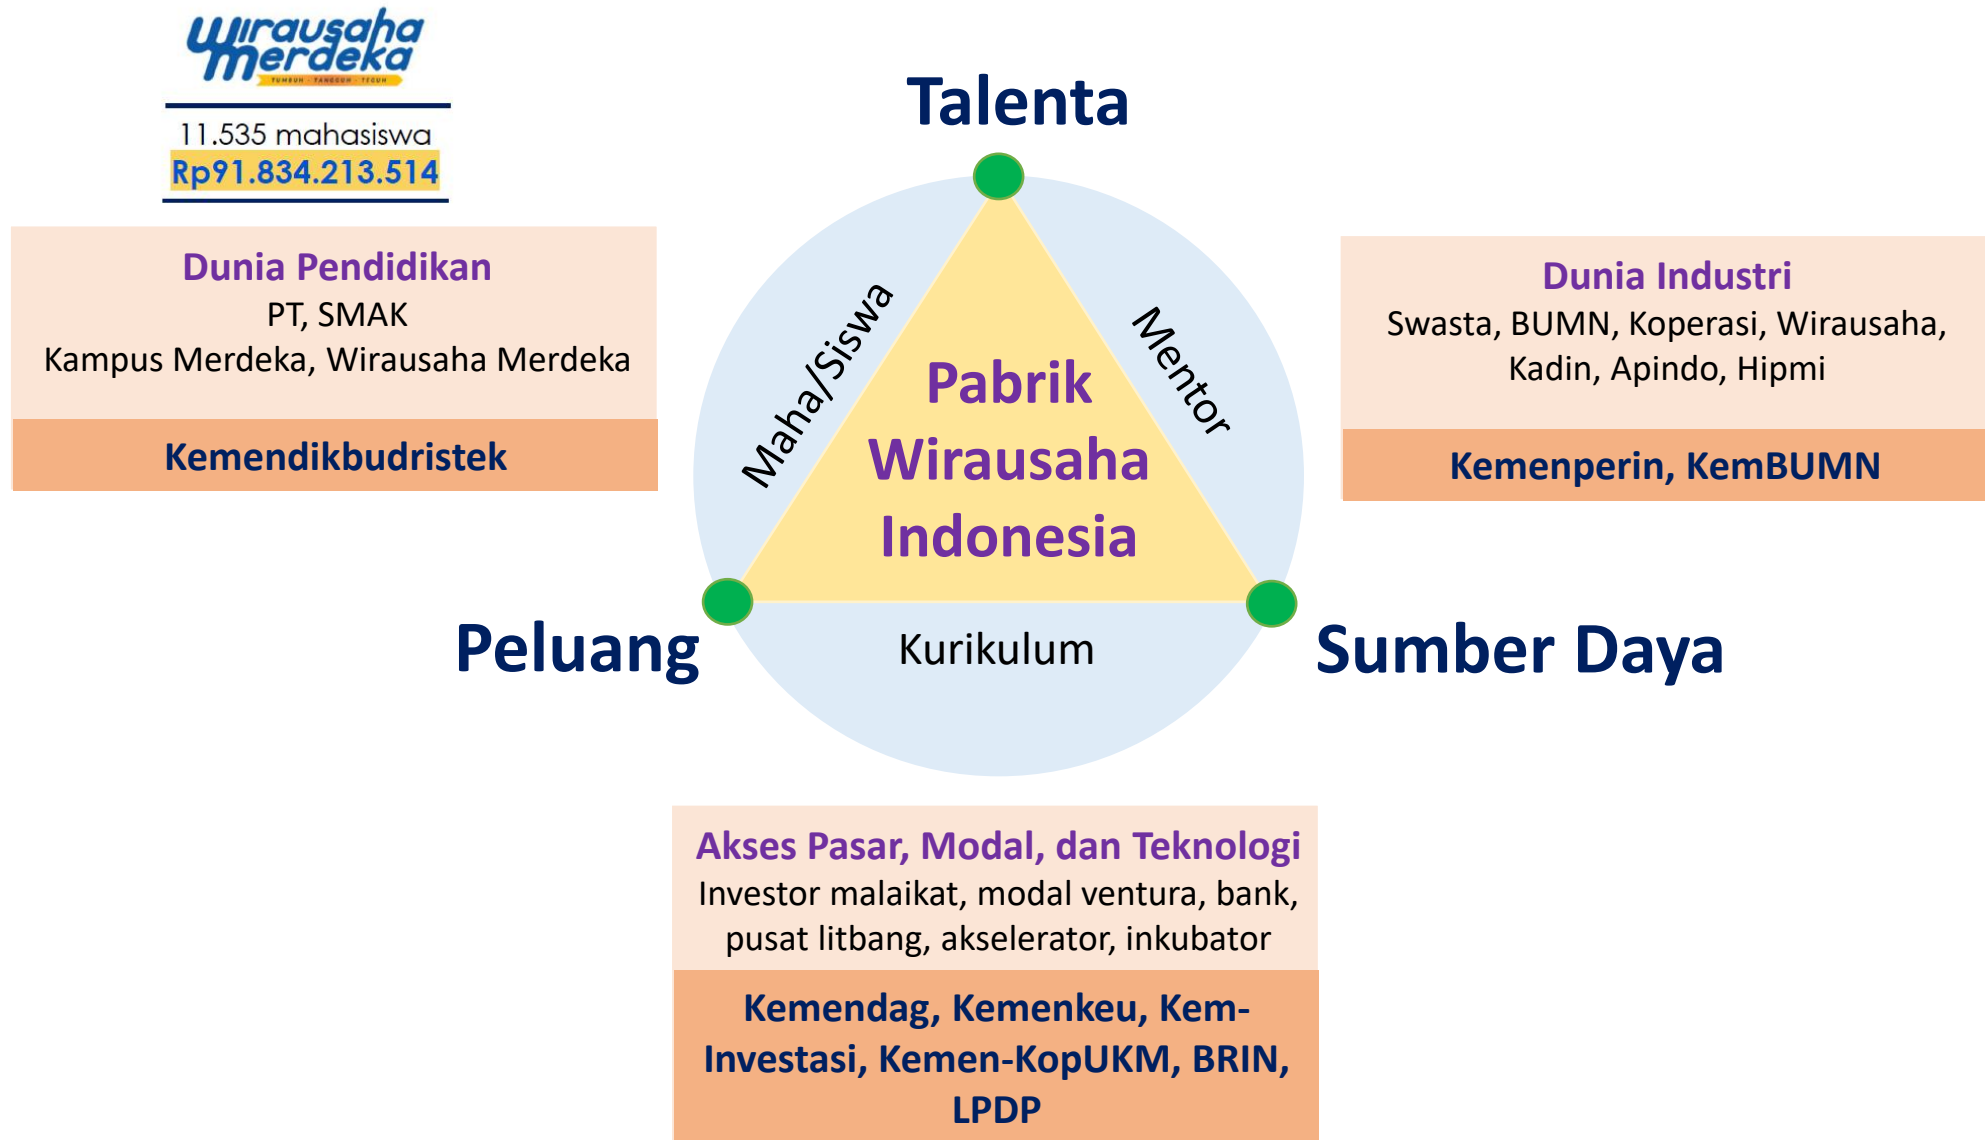 Wirausaha
Merdeka
TUMBUH - TANGGUH - TEGUH
11.535 mahasiswa
Rp91.834.213.514
Talenta
Dunia Pendidikan
PT, SMAK
Kampus Merdeka, Wirausaha Merdeka
Kemendikbudristek
Maha/Siswa
Mentor
Pabrik
Wirausaha
Indonesia
Dunia Industri
Swasta, BUMN, Koperasi, Wirausaha,
Kadin, Apindo, Hipmi
Kemenperin, KemBUMN
Peluang
Kurikulum
Sumber Daya
Akses Pasar, Modal, dan Teknologi
Investor malaikat, modal ventura, bank,
pusat litbang, akselerator, inkubator
Kemendag, Kemenkeu, Kem-
Investasi, Kemen-KopUKM, BRIN,
LPDP